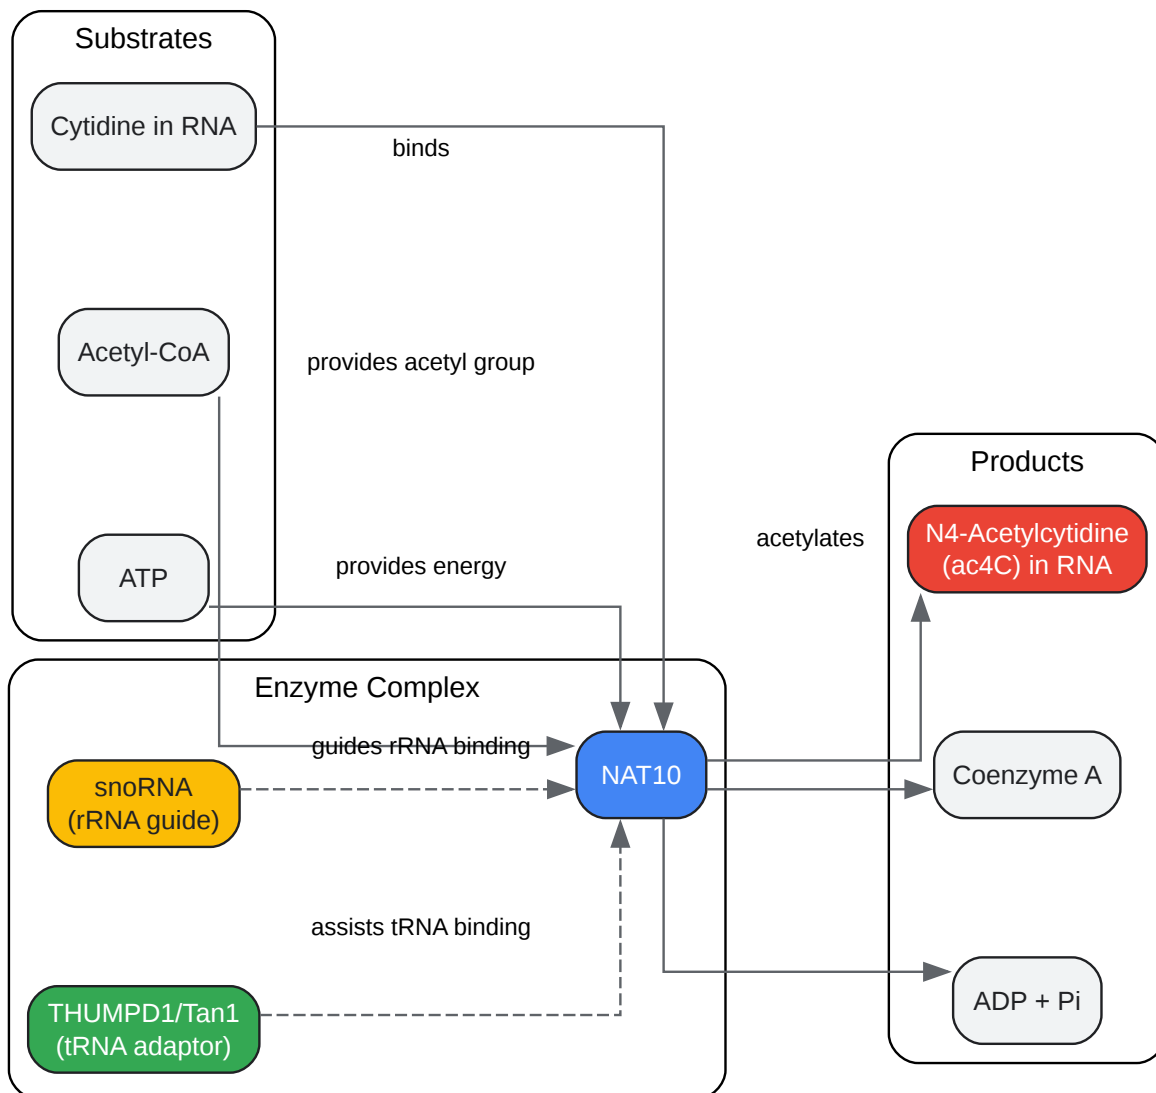 Substrates
Cytidine in RNA
binds
Acetyl-CoA
provides acetyl group
ATP
provides energy
Products
acetylates
N4-Acetylcytidine
(ac4C) in RNA
Enzyme Complex
guides rRNA binding
NAT10
Coenzyme A
snoRNA
(rRNA guide)
assists tRNA binding
THUMPD1/Tan1
(tRNA adaptor)
ADP + Pi